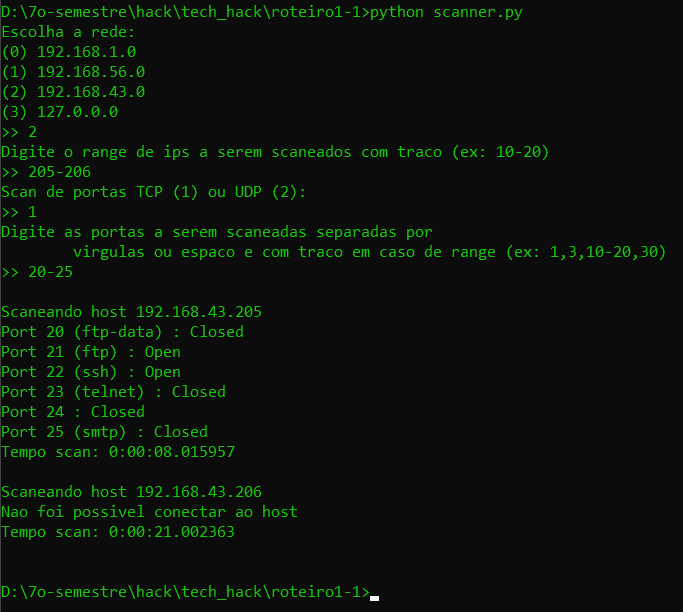 D:\7o-semestre\hack\tech_hack\roteiro1-1>python scanner.py
Escolha a rede:
(0) 192.168.1.0
(1) 192.168.56.0
(2) 192.168.43.0
(3) 127.0.0.0
>> 2
Digite o range de ips a serem scaneados com traco (ex: 10-20)
>> 205-206
Scan de portas TCP (1) ou UDP (2):
>> 1
Digite as portas a serem scaneadas separadas por
virgulas ou espaco e com traco em caso de range (ex: 1,3,10-20,30)
>> 20-25
Scaneando host 192.168.43.205
Port 20 (ftp-data) : Closed
Port 21 (ftp) : Open
Port 22 (ssh) : Open
Port 23 (telnet) : Closed
Port 24 : Closed
Port 25 (smtp) : Closed
Tempo scan: 0:00:08.015957
Scaneando host 192.168.43.206
Nao foi possivel conectar ao host
Tempo scan: 0:00:21.002363
D:\7o-semestre\hack\tech_hack\roteiro1-1>